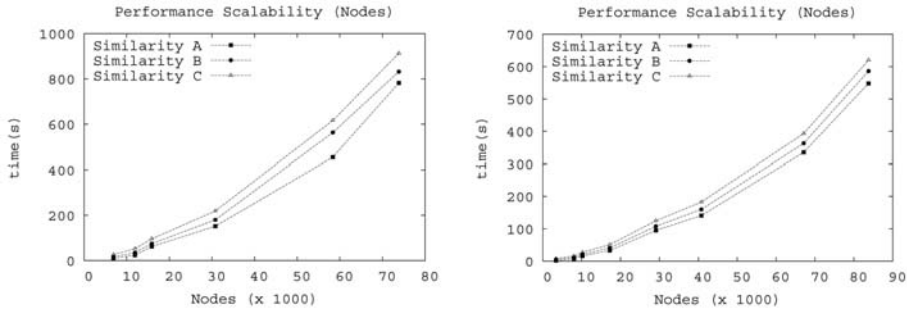 Performance Scalability (Nodes)
1000
800
600
400
200
0
time(s)
Similarity A
Similarity B
Similarity C
0 10 20 30 40 50 60 70 80
Nodes (x 1000)
Performance Scalability (Nodes)
700
600
500
400
300
200
100
0
time(s)
Similarity A
Similarity B
Similarity C
0 10 20 30 40 50 60 70 80 90
Nodes (x 1000)